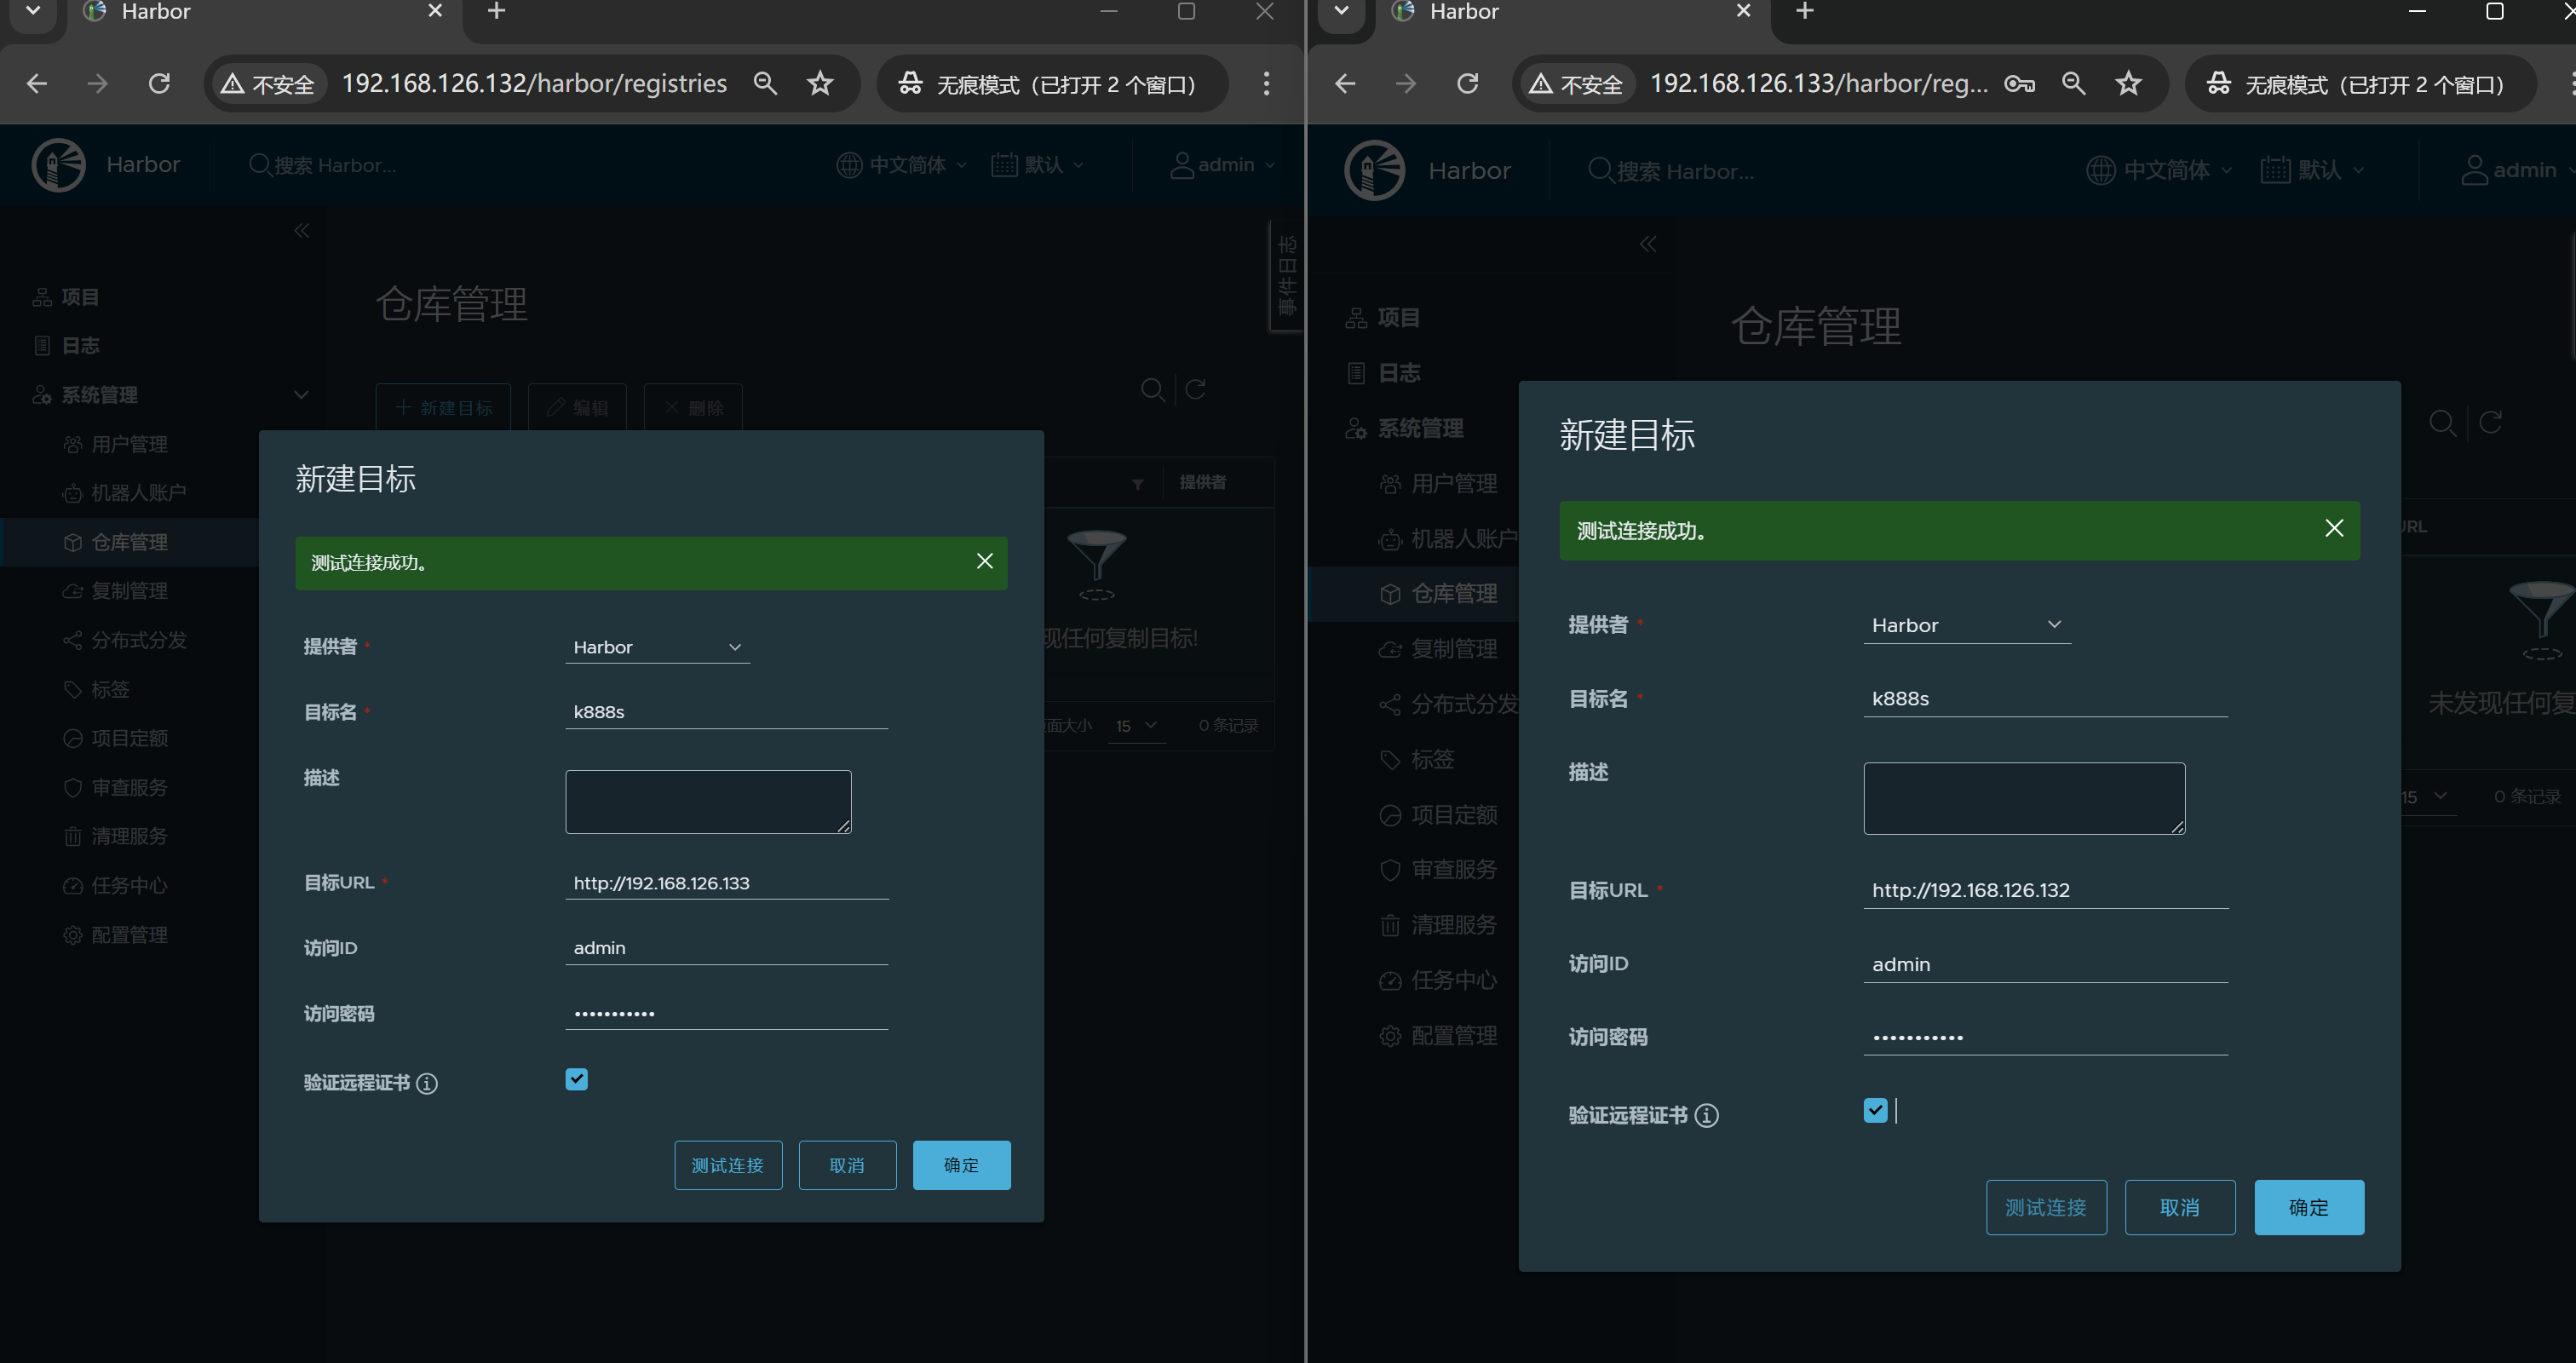 Harbor
不安全
192.168.126.132/harbor/registries
无痕模式（已打开 2 个窗口）
Harbor
搜索 Harbor...
中文简体
默认
admin
项目
日志
系统管理
用户管理
机器人账户
仓库管理
复制管理
分布式分发
标签
项目定额
审查服务
清理服务
任务中心
配置管理
仓库管理
事件日志
新建目标
编辑
删除
提供者
现任何复制目标!
面大小
15
0 条记录
新建目标
测试连接成功。
提供者 *
Harbor
目标名 *
k888s
描述
目标URL *
http://192.168.126.133
访问ID
admin
访问密码
•••••••••••
验证远程证书
测试连接
取消
确定
Harbor
不安全
192.168.126.133/harbor/reg...
无痕模式（已打开 2 个窗口）
Harbor
搜索 Harbor...
中文简体
默认
admin
项目
日志
系统管理
用户管理
机器人账户
仓库管理
复制管理
分布式分发
标签
项目定额
审查服务
清理服务
任务中心
配置管理
仓库管理
URL
未发现任何复
15
0 条记录
新建目标
测试连接成功。
提供者 *
Harbor
目标名 *
k888s
描述
目标URL *
http://192.168.126.132
访问ID
admin
访问密码
•••••••••••
验证远程证书
测试连接
取消
确定